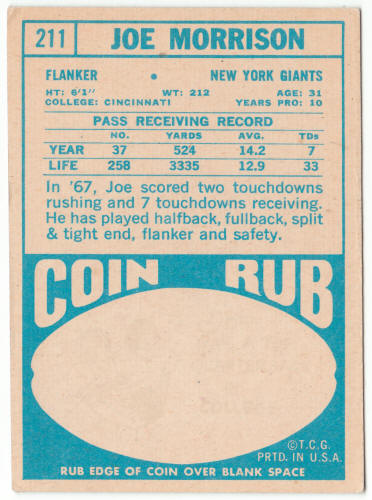 211 JOE MORRISON
FLANKER • NEW YORK GIANTS
HT: 6'1" WT: 212 AGE: 31
COLLEGE: CINCINNATI YEARS PRO: 10
PASS RECEIVING RECORD
NO. YARDS AVG. TDs
YEAR 37 524 14.2 7
LIFE 258 3335 12.9 33
In '67, Joe scored two touchdowns
rushing and 7 touchdowns receiving.
He has played halfback, fullback, split
& tight end, flanker and safety.
COIN RUB
©T.C.G.
PRTD. IN U.S.A.
RUB EDGE OF COIN OVER BLANK SPACE